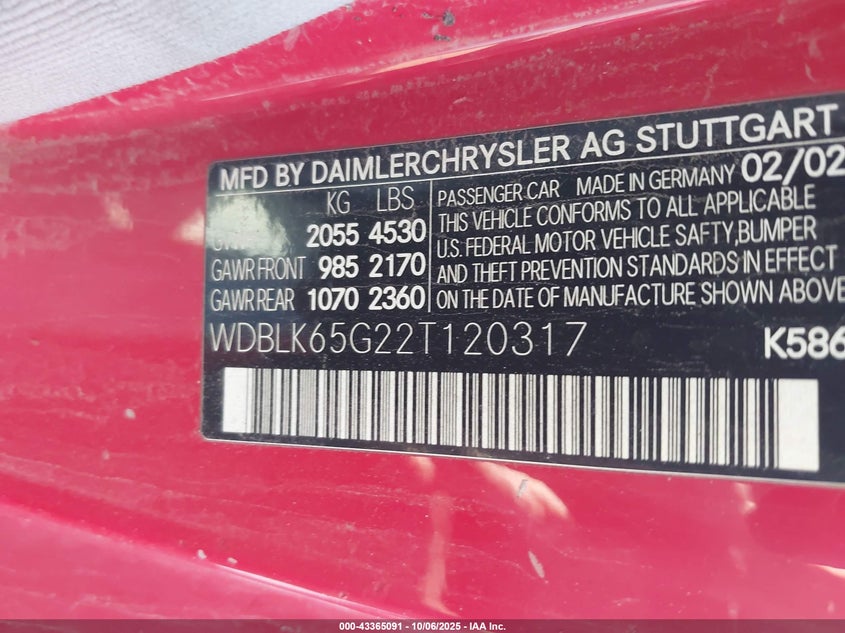 MFD BY DAIMLERCHRYSLER AG STUTTGART
KG LBS
2055 4530
GAWR FRONT 985 2170
GAWR REAR 1070 2360
PASSENGER CAR MADE IN GERMANY 02/02
THIS VEHICLE CONFORMS TO ALL APPLICABLE
U.S. FEDERAL MOTOR VEHICLE SAFTY,BUMPER
AND THEFT PREVENTION STANDARDS IN EFFECT
ON THE DATE OF MANUFACTURE SHOWN ABOVE
WDBLK65G22T120317
K586
000-43365091 - 10/06/2025 - IAA Inc.